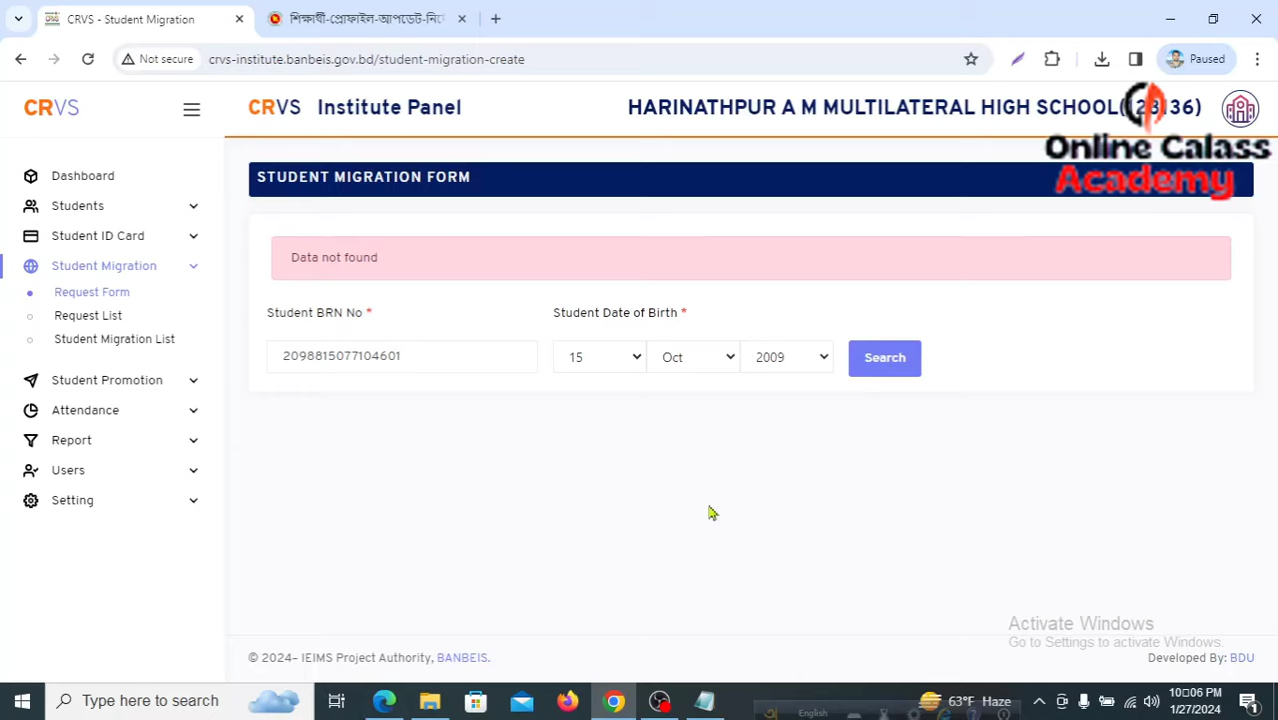 CRVS - Student Migration
শিক্ষার্থী-প্রোফাইল-আপডেট-নির্দে
Not secure
crvs-institute.banbeis.gov.bd/student-migration-create
Paused
CRVS
CRVS Institute Panel
HARINATHPUR A M MULTILATERAL HIGH SCHOOL
Online Calass
Academy
Dashboard
Students
Student ID Card
Student Migration
Request Form
Request List
Student Migration List
Student Promotion
Attendance
Report
Users
Setting
STUDENT MIGRATION FORM
Data not found
Student BRN No *
Student Date of Birth *
2098815077104601
15
Oct
2009
Search
Activate Windows
Go to Settings to activate Windows.
© 2024– IEIMS Project Authority, BANBEIS.
Developed By: BDU
Type here to search
English
63°F Haze
10:06 PM
1/27/2024
1